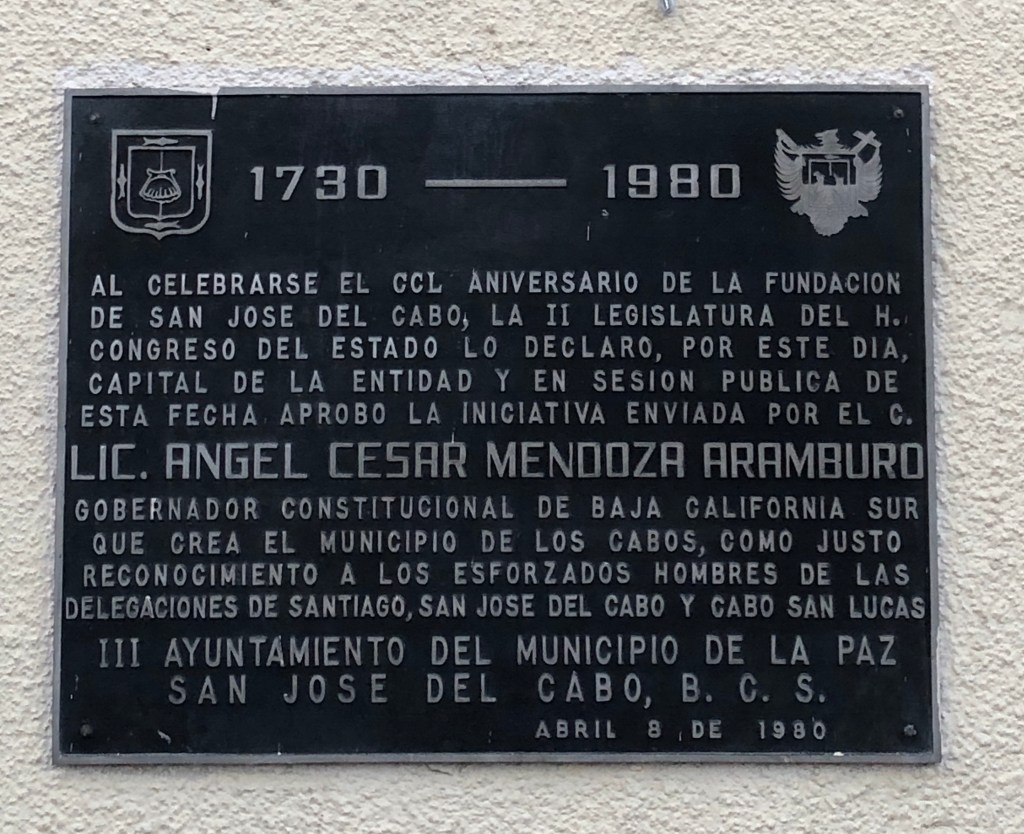 1730 — 1980
AL CELEBRARSE EL CCL ANIVERSARIO DE LA FUNDACION
DE SAN JOSE DEL CABO, LA II LEGISLATURA DEL H.
CONGRESO DEL ESTADO LO DECLARO, POR ESTE DIA,
CAPITAL DE LA ENTIDAD Y EN SESION PUBLICA DE
ESTA FECHA APROBO LA INICIATIVA ENVIADA POR EL C.
LIC. ANGEL CESAR MENDOZA ARAMBURO
GOBERNADOR CONSTITUCIONAL DE BAJA CALIFORNIA SUR
QUE CREA EL MUNICIPIO DE LOS CABOS, COMO JUSTO
RECONOCIMIENTO A LOS ESFORZADOS HOMBRES DE LAS
DELEGACIONES DE SANTIAGO, SAN JOSE DEL CABO Y CABO SAN LUCAS
III AYUNTAMIENTO DEL MUNICIPIO DE LA PAZ
SAN JOSE DEL CABO, B. C. S.
ABRIL 8 DE 1980